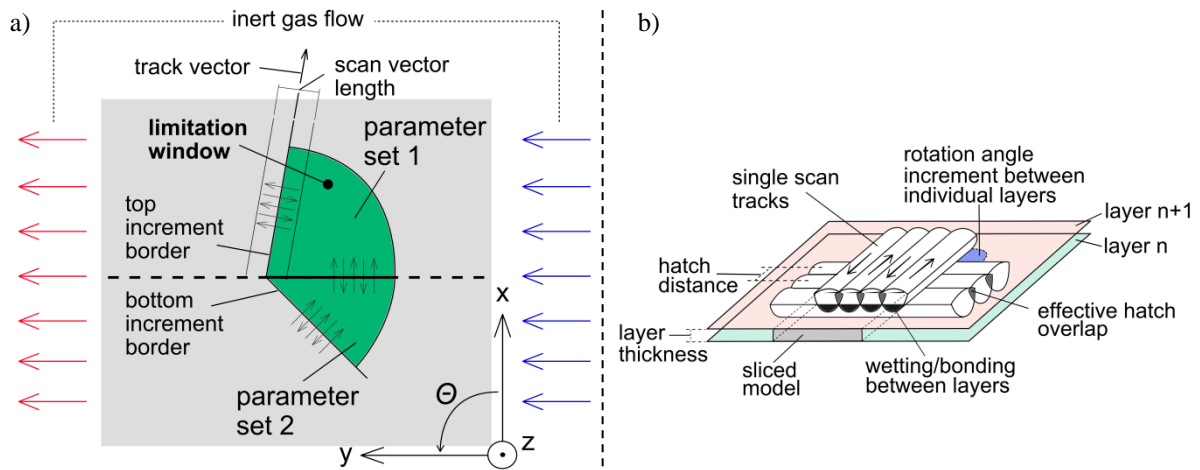 a)
inert gas flow
track vector
scan vector
length
limitation
window
parameter
set 1
top
increment
border
bottom
increment
border
parameter
set 2
x
Θ
y
z
b)
single scan
tracks
rotation angle
increment between
individual layers
layer n+1
layer n
hatch
distance
effective hatch
overlap
layer
thickness
sliced
model
wetting/bonding
between layers